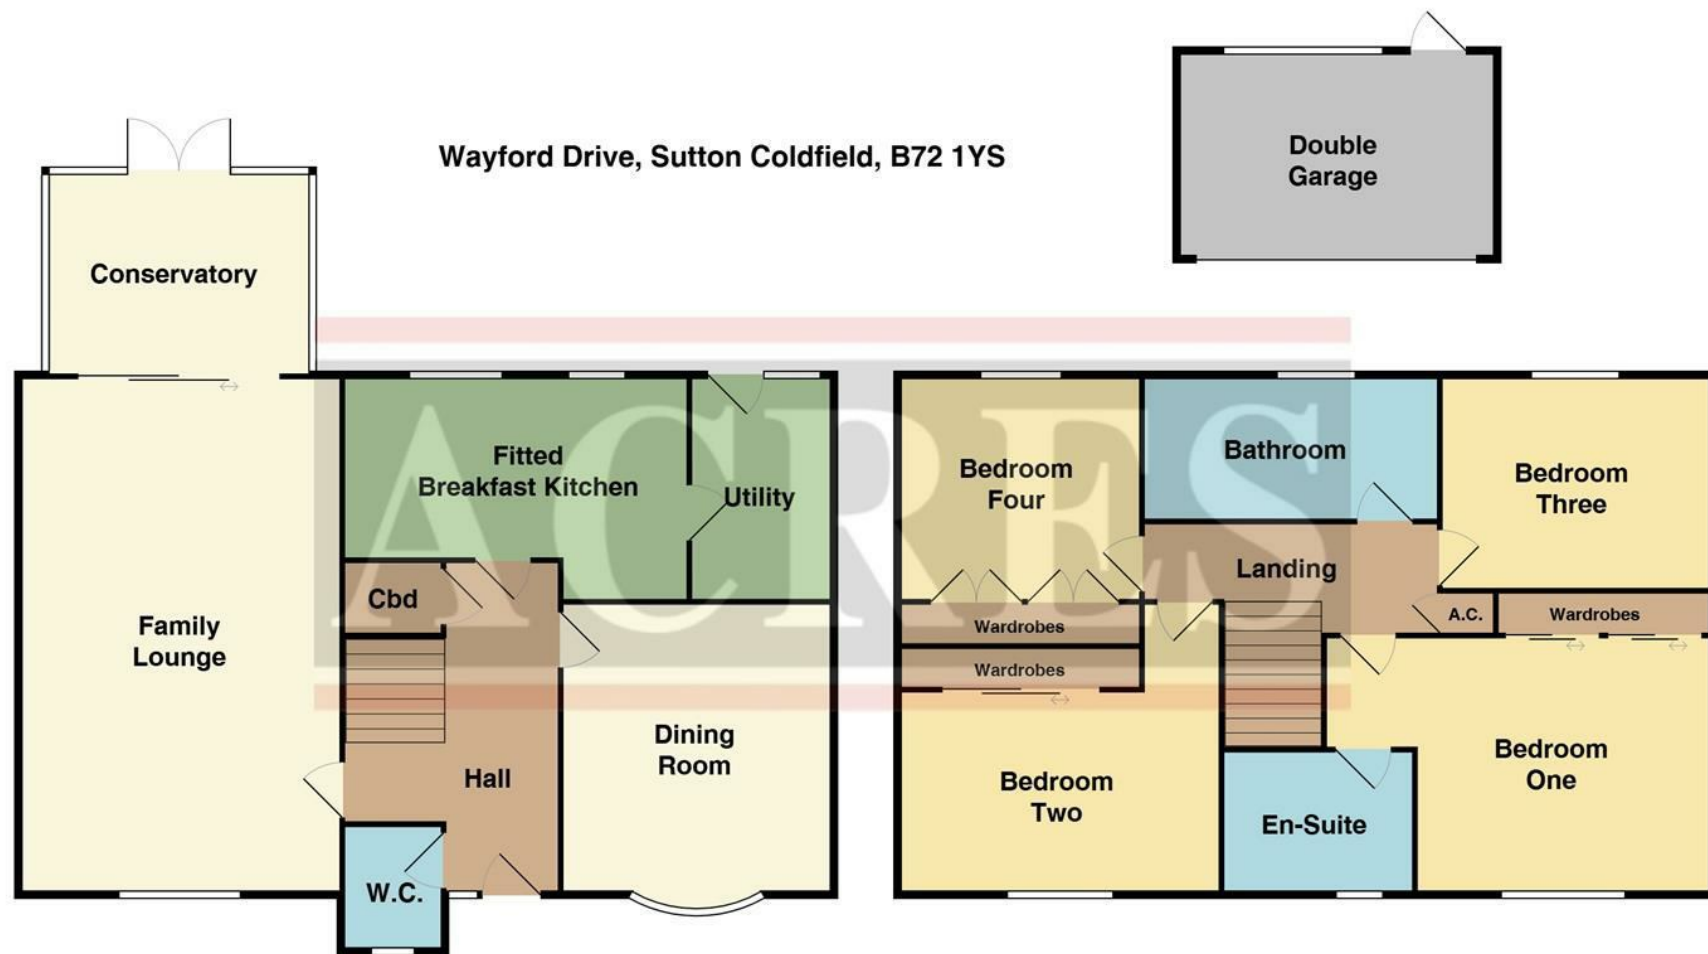 Wayford Drive, Sutton Coldfield, B72 1YS
Double
Garage
Conservatory
Fitted
Breakfast Kitchen
Utility
Cbd
Family
Lounge
Hall
Dining
Room
W.C.
Bedroom
Four
Bathroom
Bedroom
Three
Landing
A.C.
Wardrobes
Wardrobes
Wardrobes
Bedroom
Two
En-Suite
Bedroom
One
ACRES